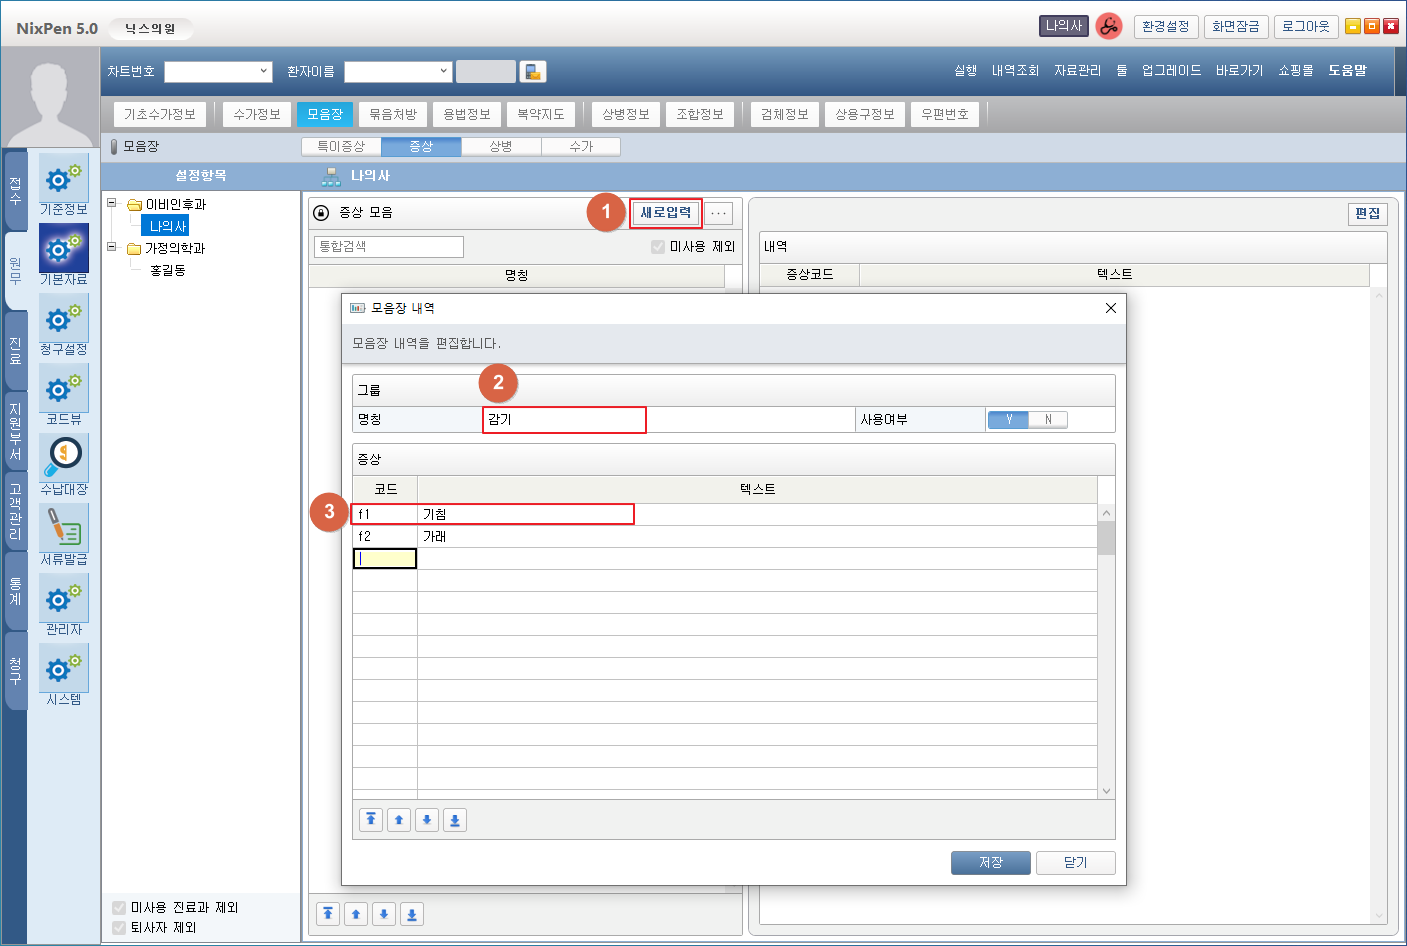 NixPen 5.0 닉스의원 나의사 환경설정 화면잠금 로그아웃
차트번호 환자이름 실행 내역조회 자료관리 툴 업그레이드 바로가기 쇼핑몰 도움말
기초수가정보 수가정보 모음장 묶음처방 용법정보 복약지도 상병정보 조합정보 검체정보 상용구정보 우편번호
모음장 특이증상 증상 상병 수가
설정항목 나의사
접수
원무
진료
지원부서
고객관리
통계
청구
기준정보
기본자료
청구설정
코드뷰
수납대장
서류발급
관리자
시스템
이비인후과
나의사
가정의학과
홍길동
미사용 진료과 제외
퇴사자 제외
증상 모음 1 새로입력 ...
통합검색 미사용 제외
명칭
편집
내역
증상코드 텍스트
모음장 내역
모음장 내역을 편집합니다.
2
그룹
명칭 감기 사용여부 Y N
증상
코드 텍스트
3 f1 기침
f2 가래
저장 닫기